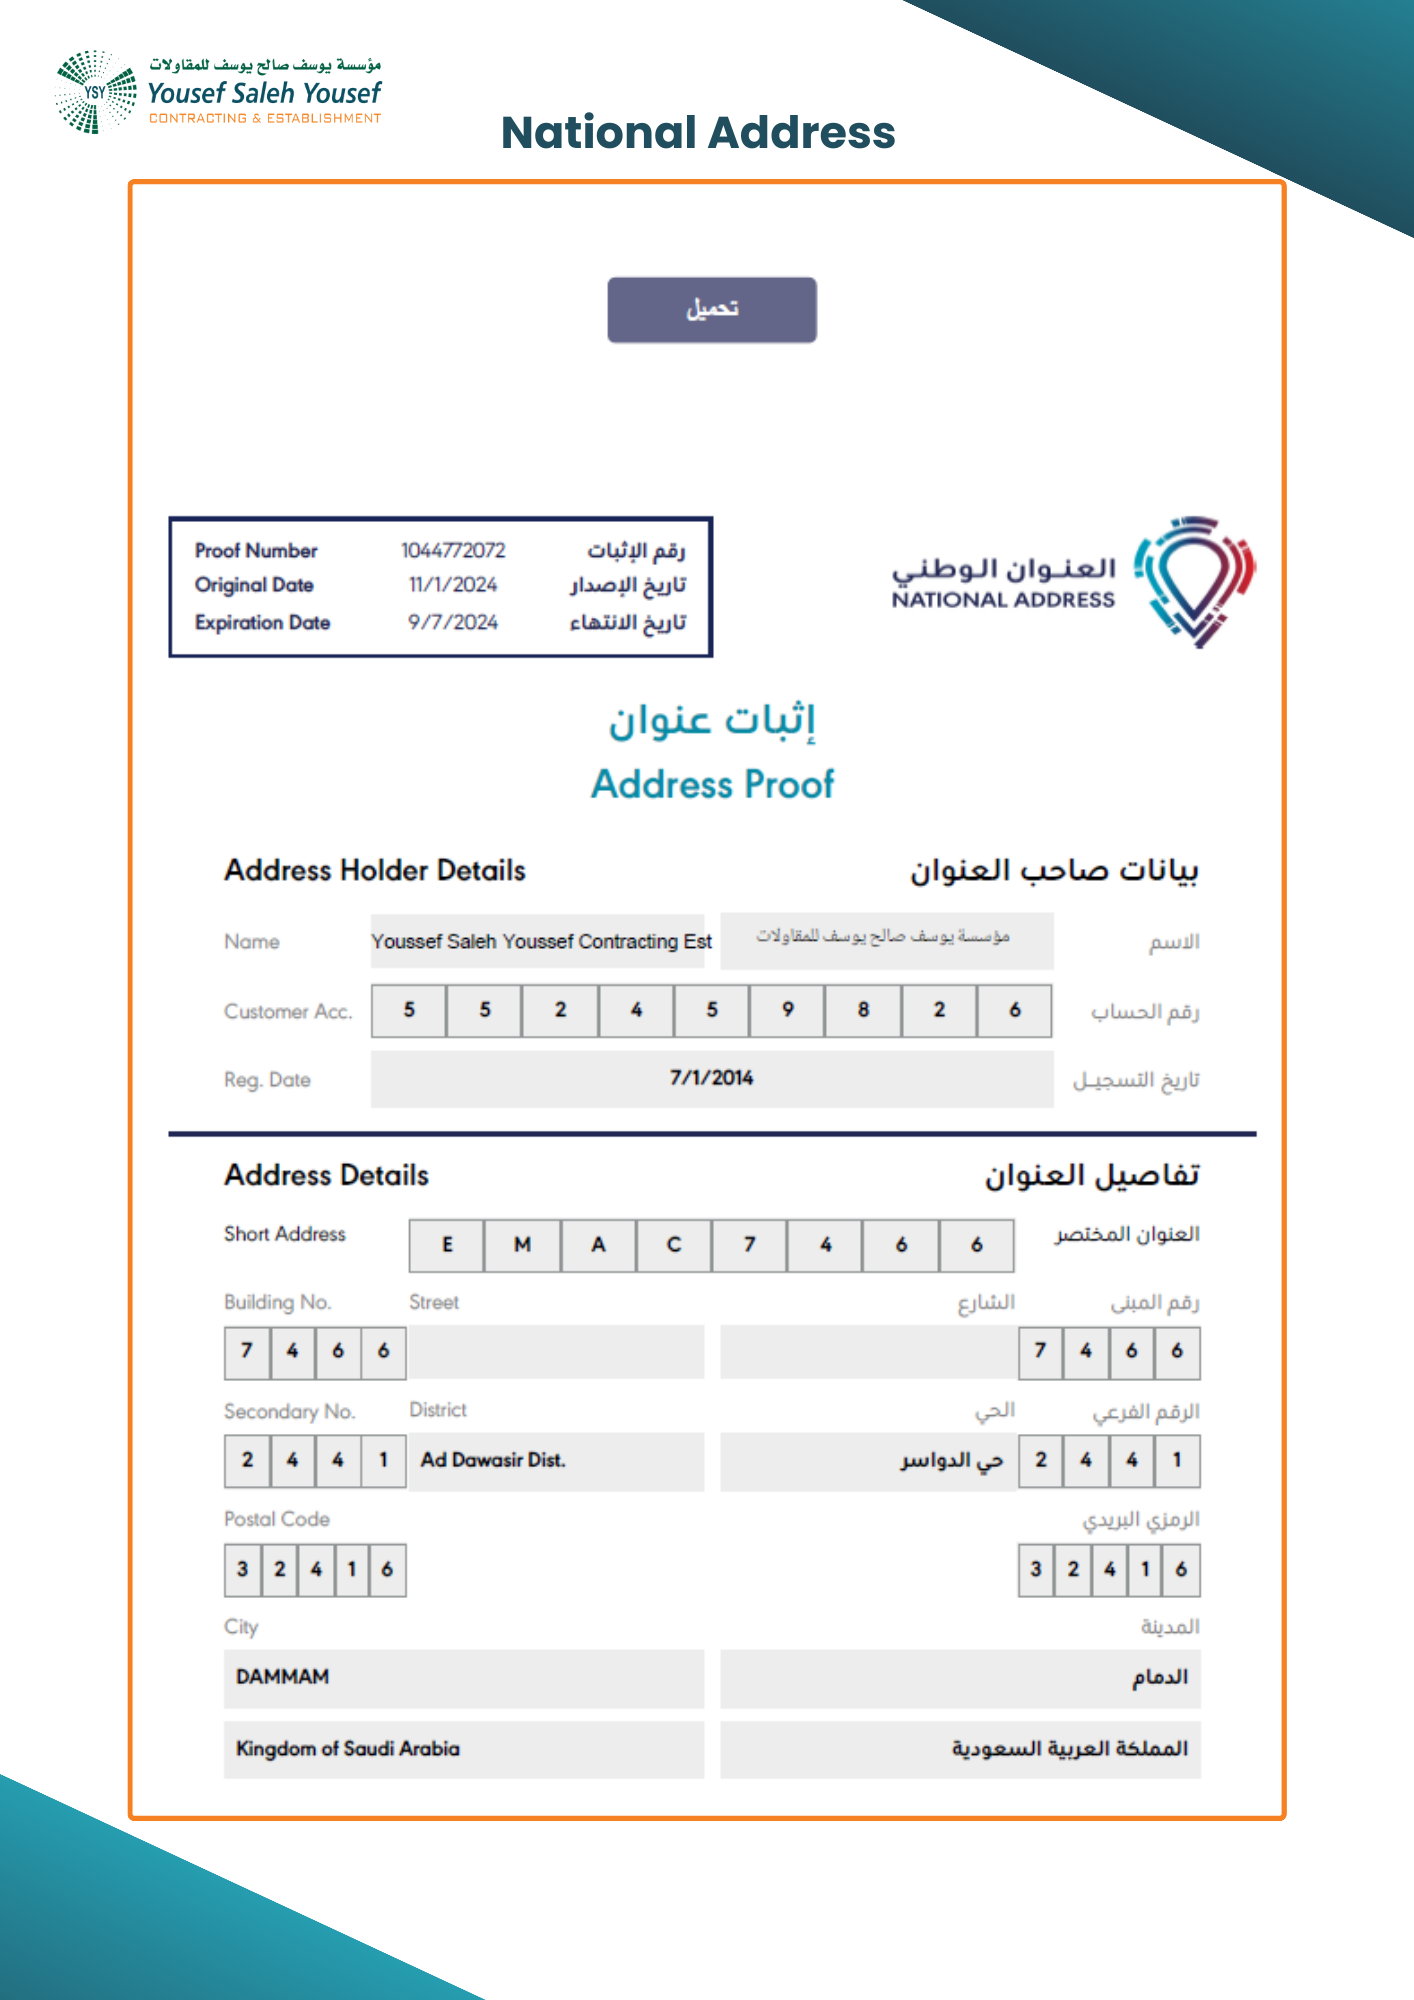 مؤسسة يوسف صالح يوسف للمقاولات
YSY
Yousef Saleh Yousef
CONTRACTING & ESTABLISHMENT
National Address
تحميل
Proof Number 1044772072 رقم الإثبات
Original Date 11/1/2024 تاريخ الإصدار
Expiration Date 9/7/2024 تاريخ الانتهاء
العنوان الوطني
NATIONAL ADDRESS
إثبات عنوان
Address Proof
Address Holder Details بيانات صاحب العنوان
Name Youssef Saleh Youssef Contracting Est مؤسسة يوسف صالح يوسف للمقاولات الاسم
Customer Acc. 5 5 2 4 5 9 8 2 6 رقم الحساب
Reg. Date 7/1/2014 تاريخ التسجيـل
Address Details تفاصيل العنوان
Short Address E M A C 7 4 6 6 العنوان المختصر
Building No. Street الشارع رقم المبنى
7 4 6 6 7 4 6 6
Secondary No. District الحي الرقم الفرعي
2 4 4 1 Ad Dawasir Dist. حي الدواسر 2 4 4 1
Postal Code الرمزي البريدي
3 2 4 1 6 3 2 4 1 6
City المدينة
DAMMAM الدمام
Kingdom of Saudi Arabia المملكة العربية السعودية